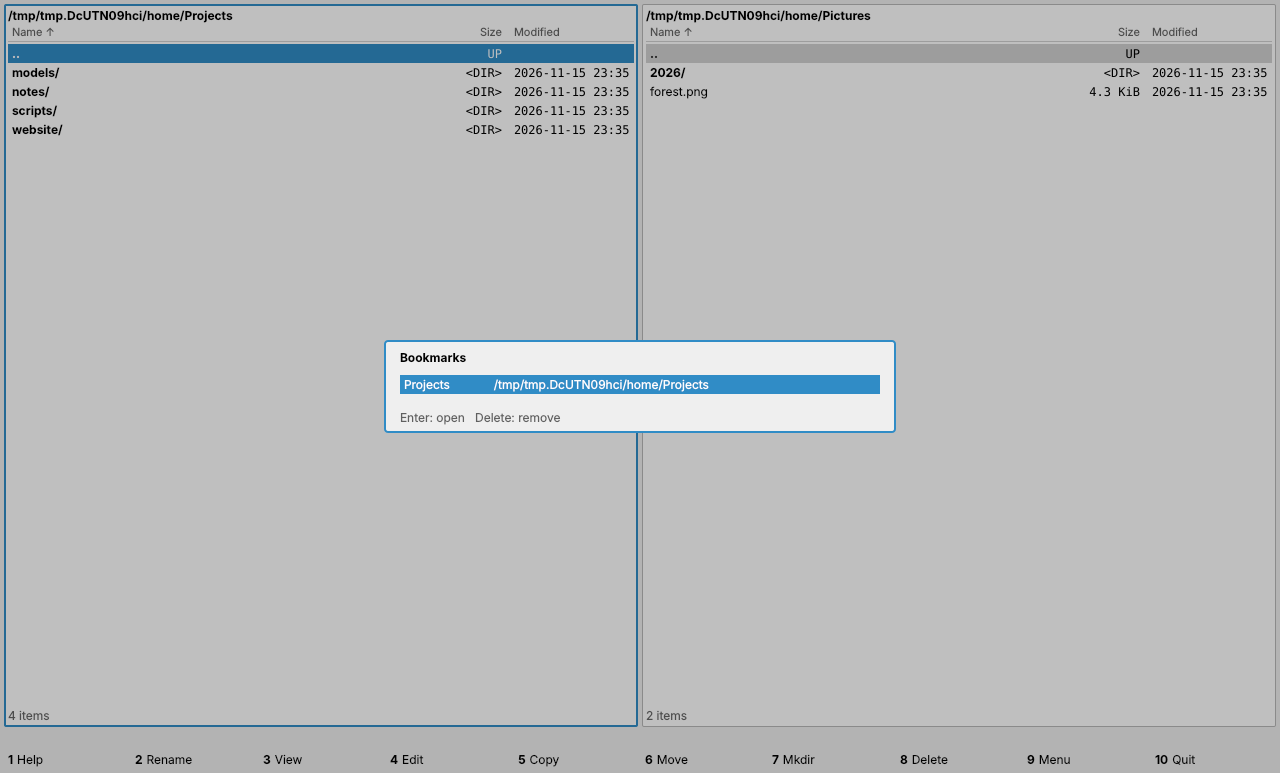 /tmp/tmp.DcUTN09hci/home/Projects
Name ↑ Size Modified
.. UP
models/ <DIR> 2026-11-15 23:35
notes/ <DIR> 2026-11-15 23:35
scripts/ <DIR> 2026-11-15 23:35
website/ <DIR> 2026-11-15 23:35
4 items
/tmp/tmp.DcUTN09hci/home/Pictures
Name ↑ Size Modified
.. UP
2026/ <DIR> 2026-11-15 23:35
forest.png 4.3 KiB 2026-11-15 23:35
2 items
Bookmarks
Projects /tmp/tmp.DcUTN09hci/home/Projects
Enter: open Delete: remove
1 Help 2 Rename 3 View 4 Edit 5 Copy 6 Move 7 Mkdir 8 Delete 9 Menu 10 Quit